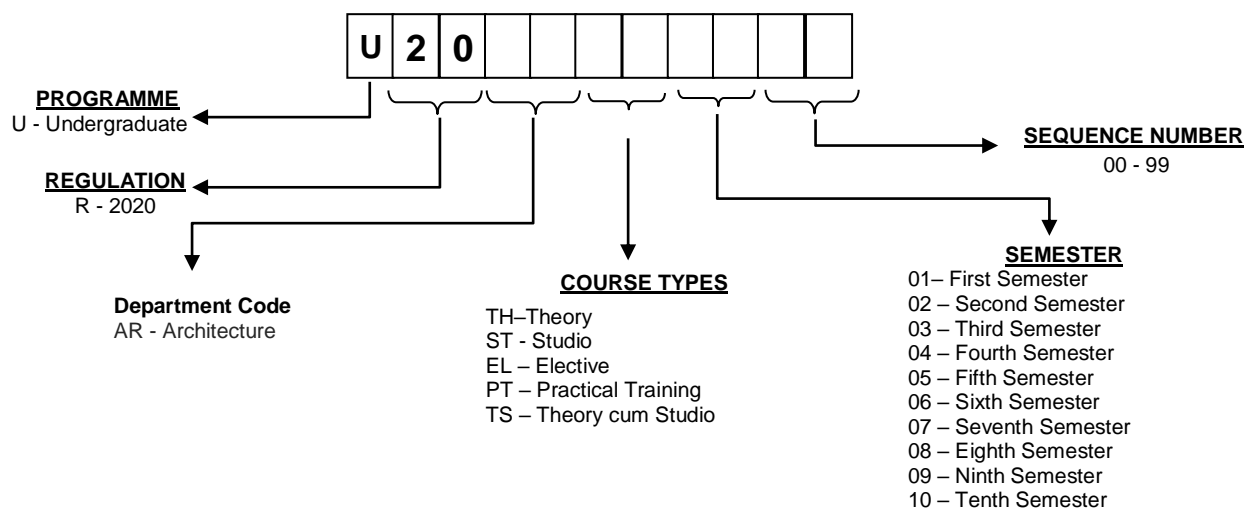 U 2 0
PROGRAMME
U - Undergraduate
REGULATION
R - 2020
SEQUENCE NUMBER
00 - 99
Department Code
AR - Architecture
COURSE TYPES
TH–Theory
ST - Studio
EL – Elective
PT – Practical Training
TS – Theory cum Studio
SEMESTER
01– First Semester
02 – Second Semester
03 – Third Semester
04 – Fourth Semester
05 – Fifth Semester
06 – Sixth Semester
07 – Seventh Semester
08 – Eighth Semester
09 – Ninth Semester
10 – Tenth Semester